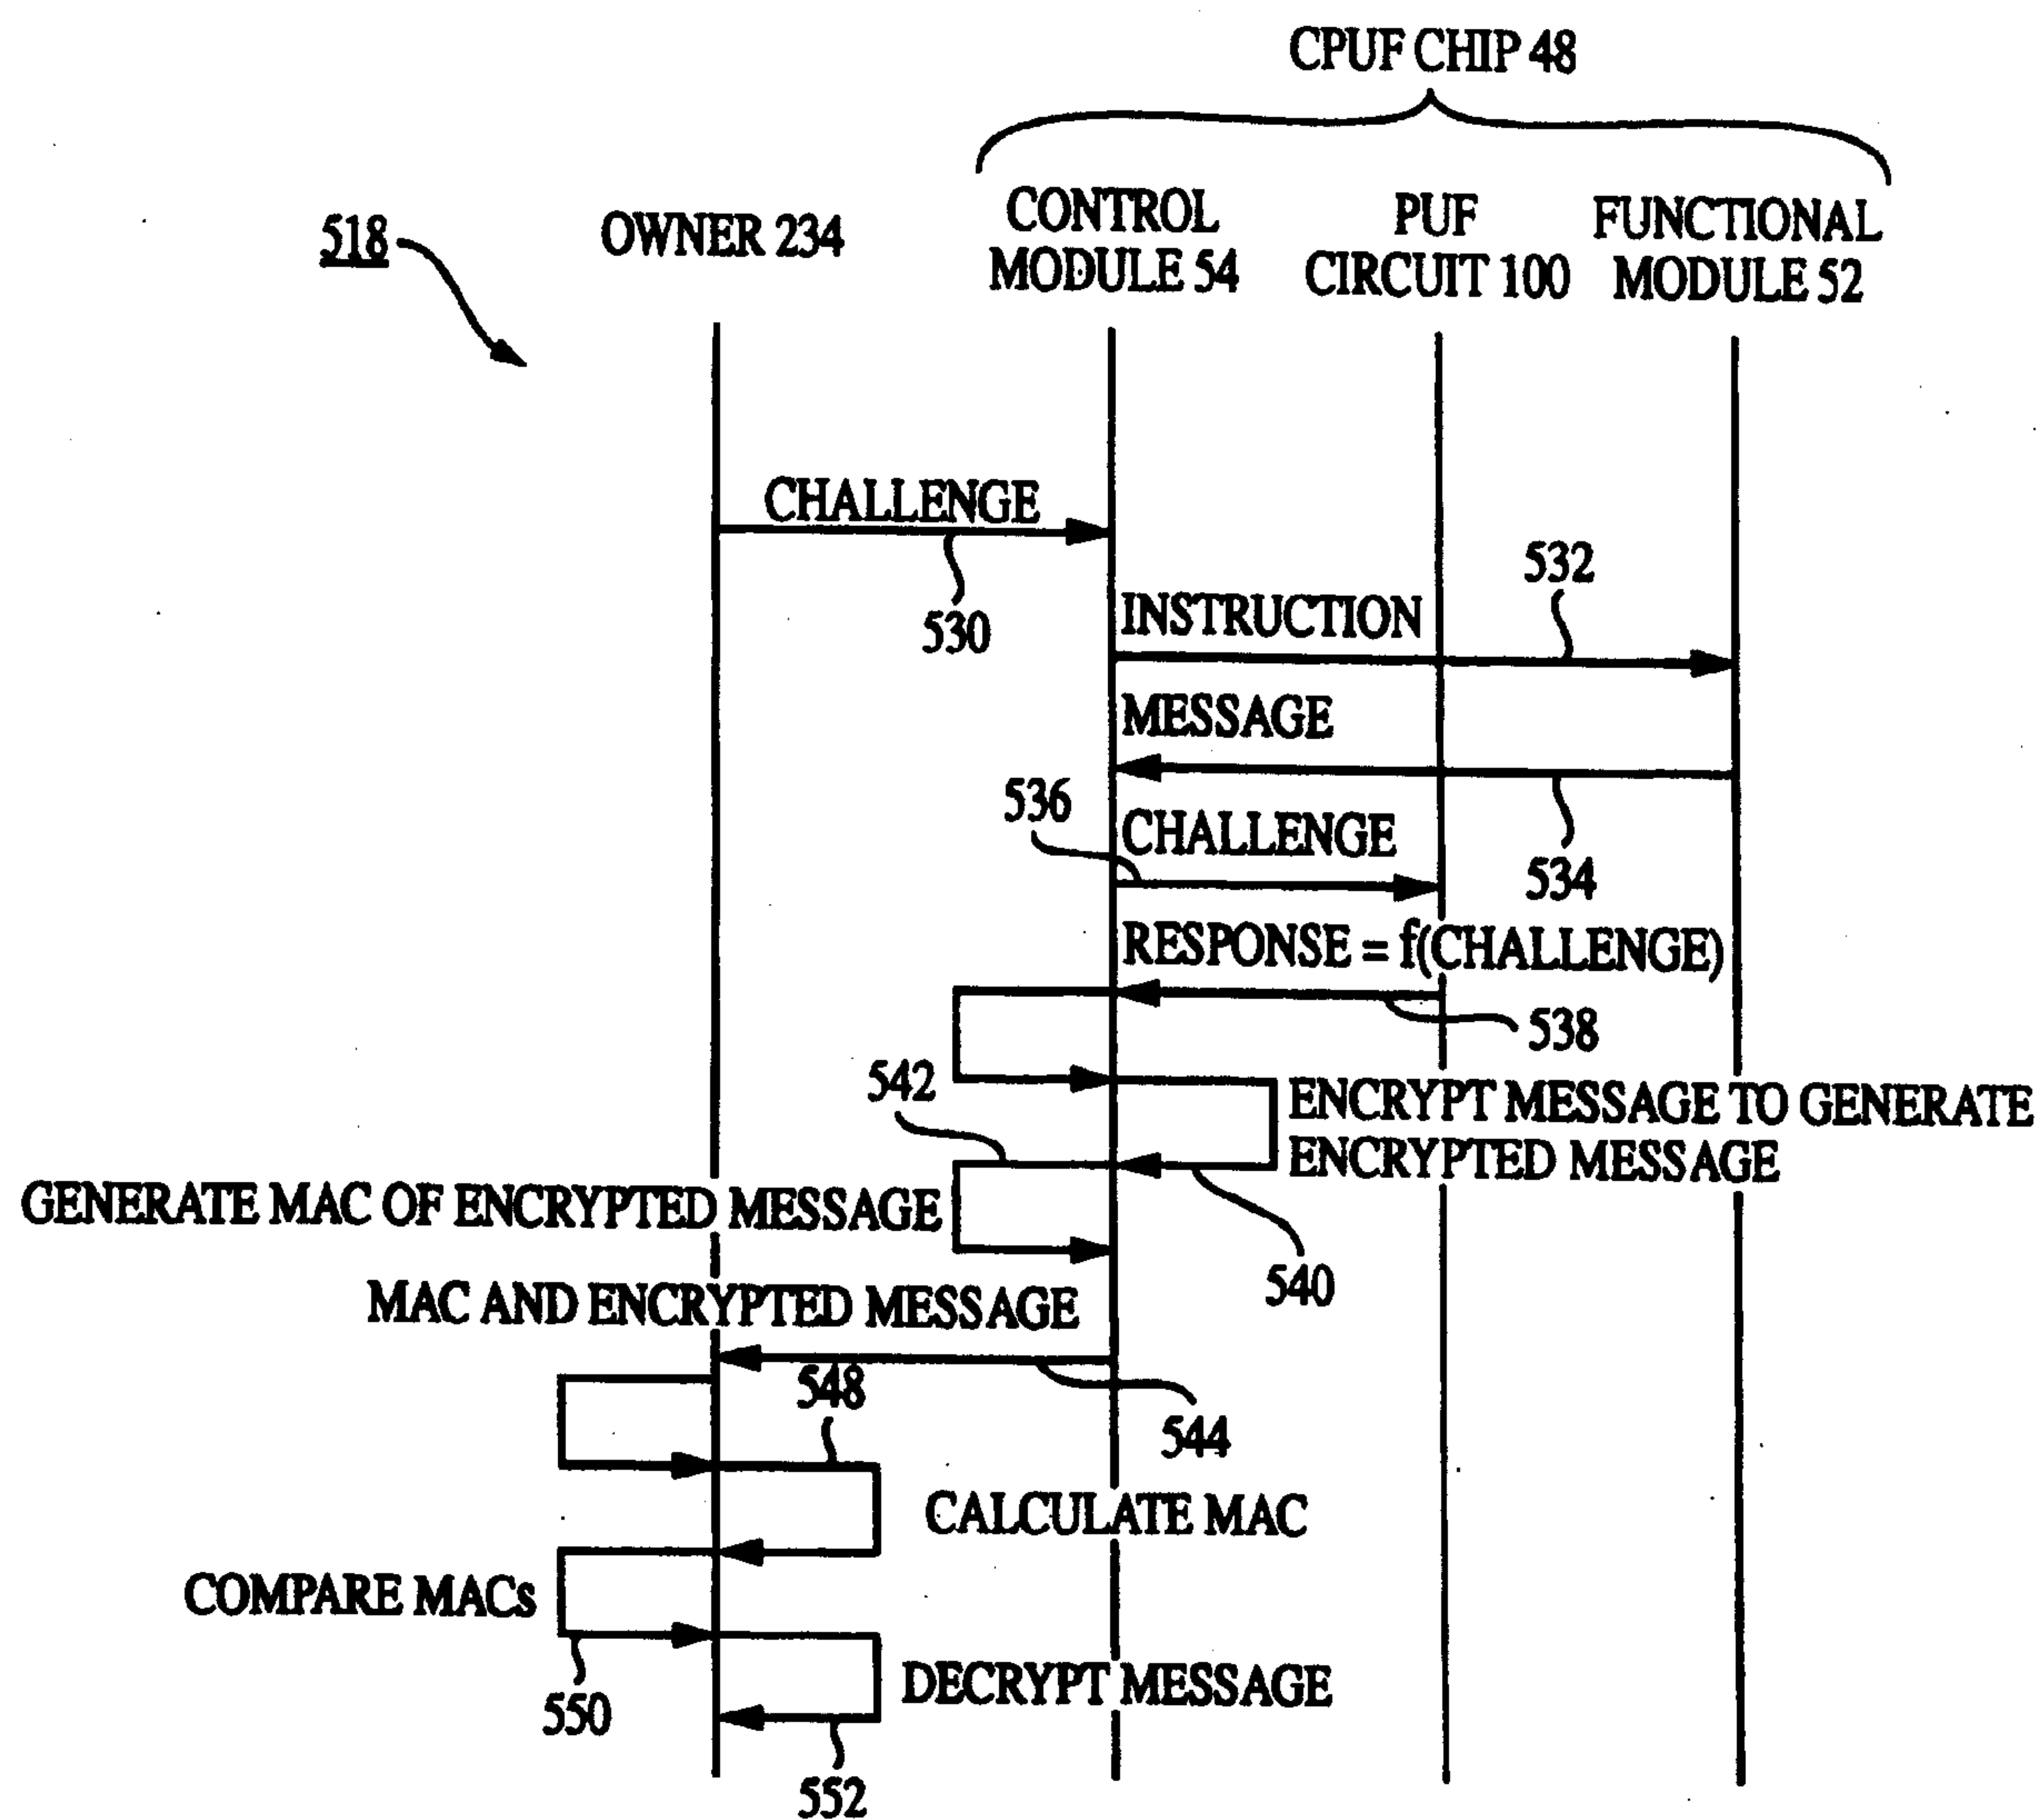 CPUF CHIP 48
518
OWNER 234
CONTROL
MODULE 54
PUF
CIRCUIT 100
FUNCTIONAL
MODULE 52
CHALLENGE
530
INSTRUCTION
532
MESSAGE
534
536
CHALLENGE
RESPONSE = f(CHALLENGE)
538
542
ENCRYPT MESSAGE TO GENERATE
ENCRYPTED MESSAGE
540
GENERATE MAC OF ENCRYPTED MESSAGE
MAC AND ENCRYPTED MESSAGE
544
548
CALCULATE MAC
COMPARE MACs
550
DECRYPT MESSAGE
552